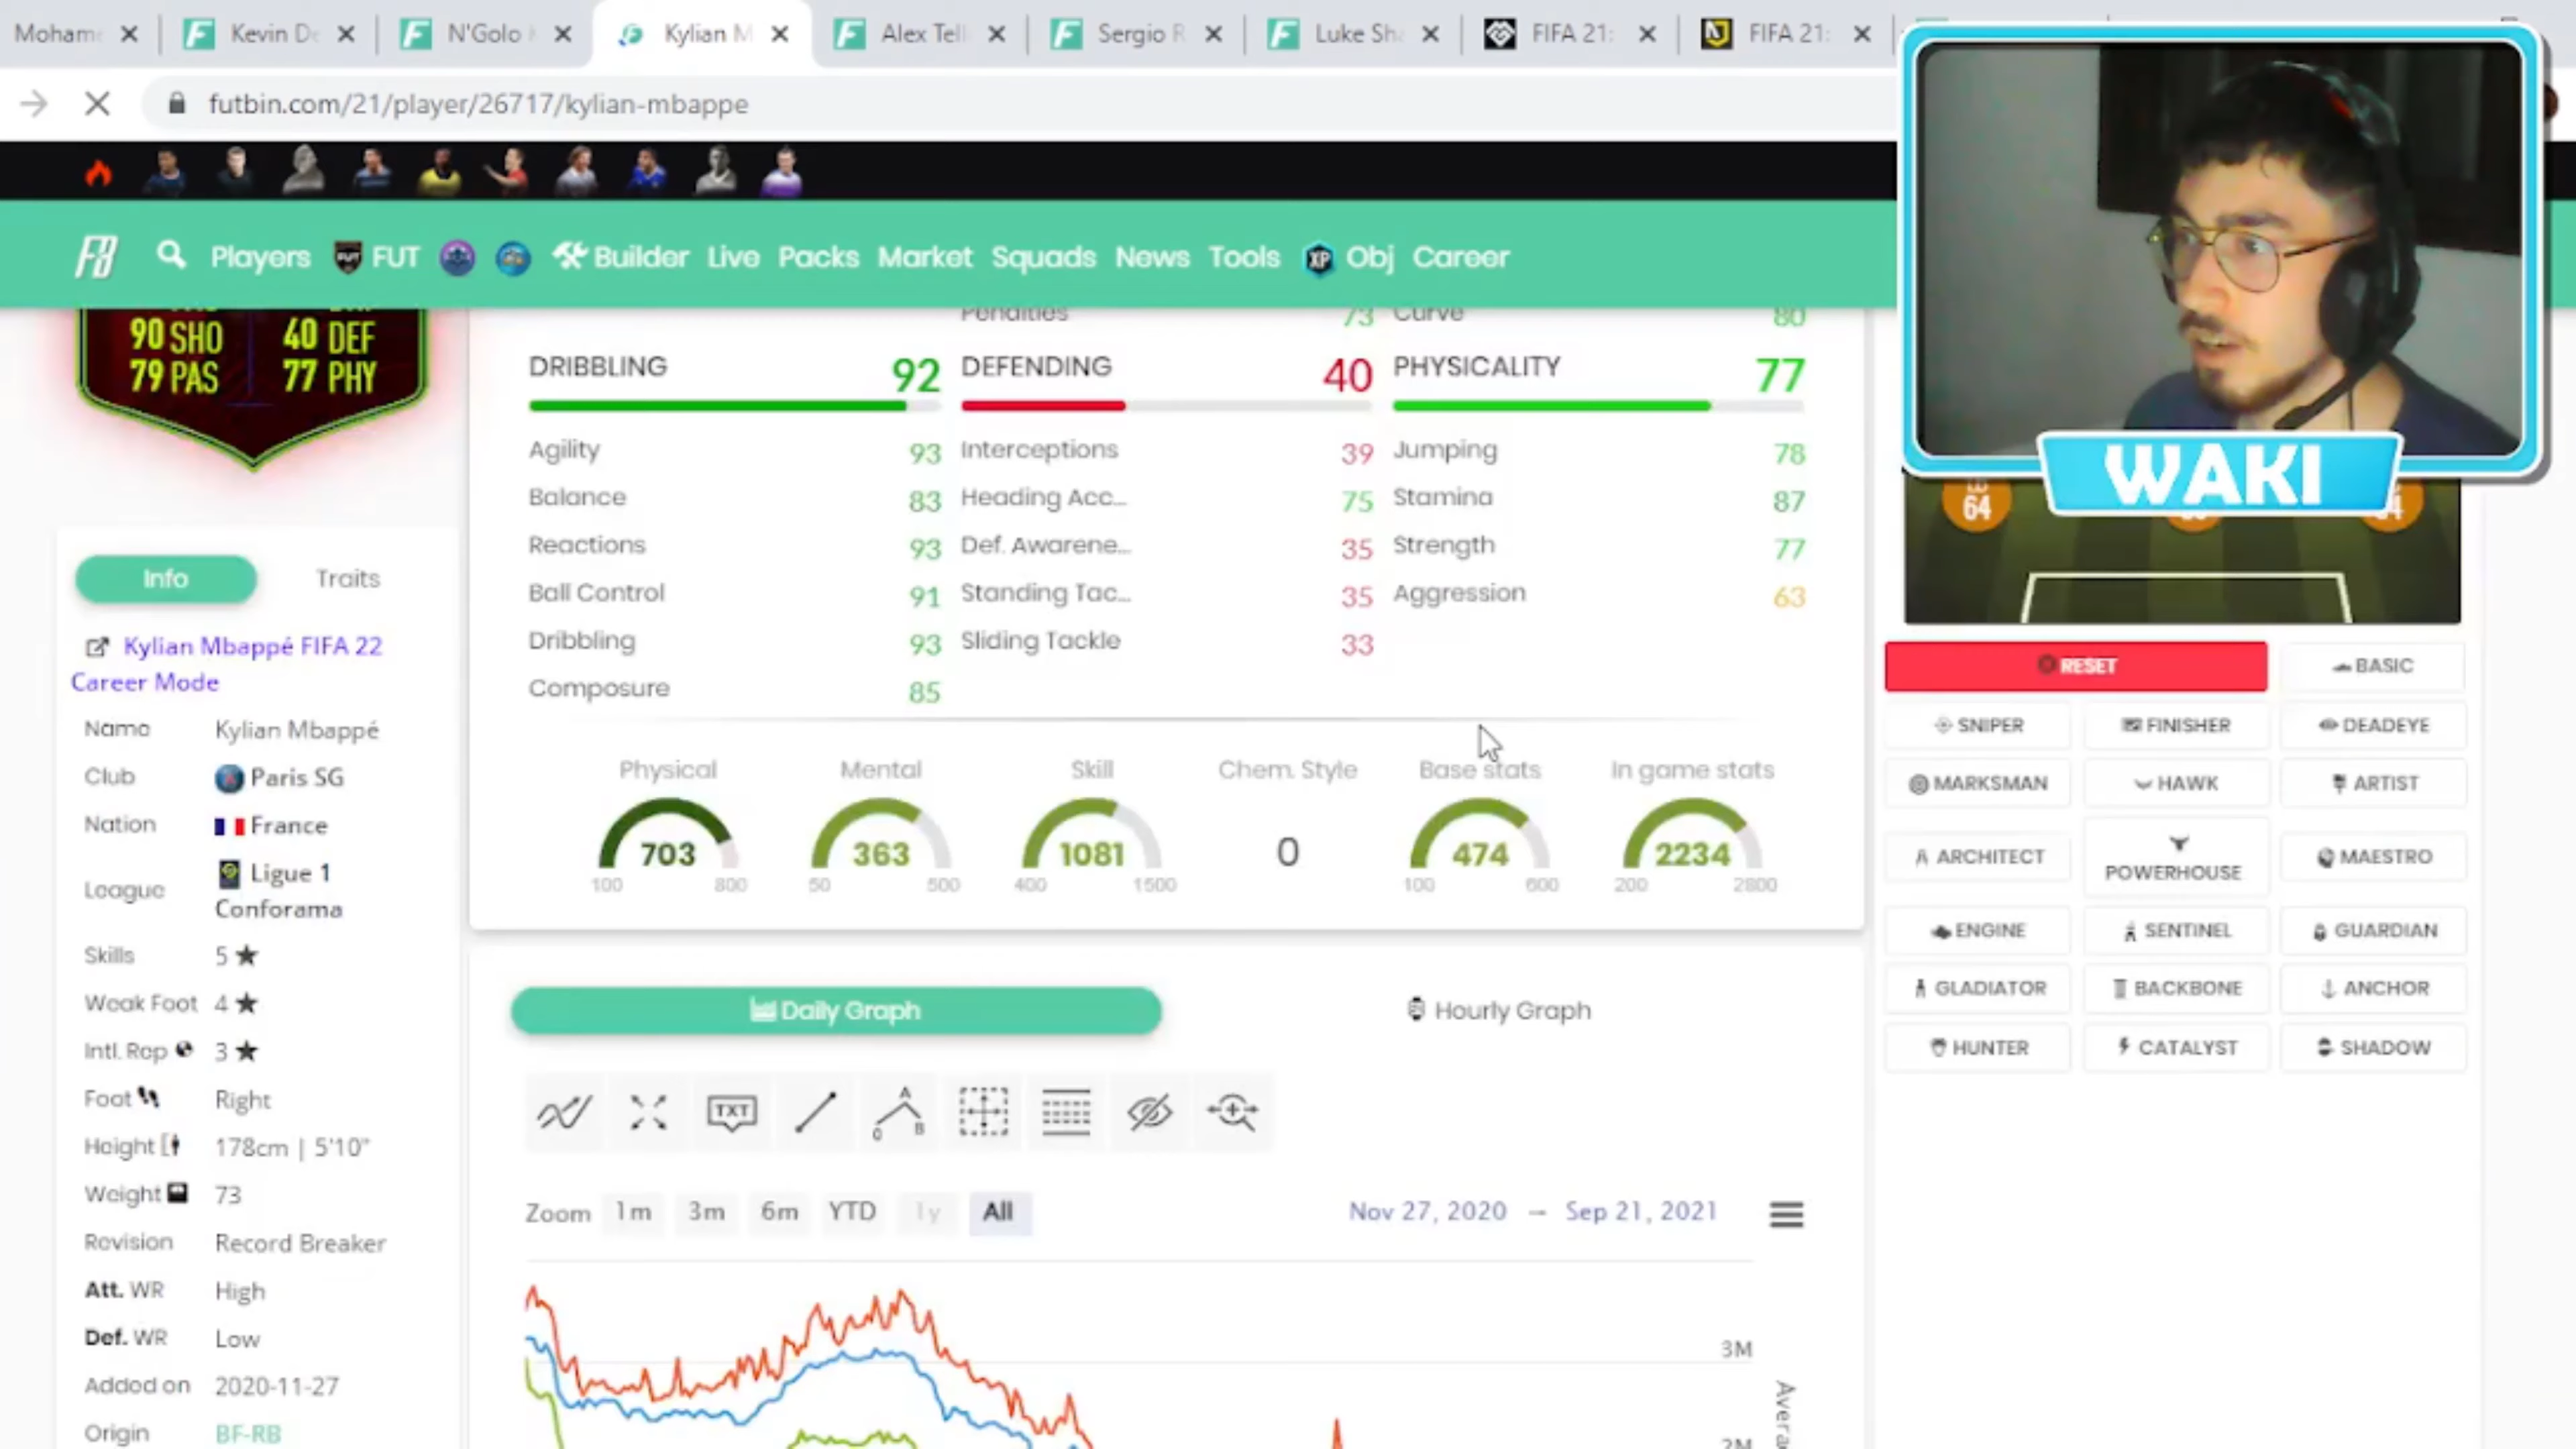 Moham
Kevin De
N'Golo
Kylian M
Alex Tell
Sergio R
Luke Sha
FIFA 21:
FIFA 21:
futbin.com/21/player/26717/kylian-mbappe
Players FUT Builder Live Packs Market Squads News Tools XP Obj Career
WAKI
90 SHO 40 DEF
79 PAS 77 PHY
Penalties 73 Curve 80
DRIBBLING 92 DEFENDING 40 PHYSICALITY 77
Agility 93 Interceptions 39 Jumping 78
Balance 83 Heading Acc... 75 Stamina 87
Reactions 93 Def. Awarene... 35 Strength 77
Ball Control 91 Standing Tac... 35 Aggression 63
Dribbling 93 Sliding Tackle 33
Composure 85
Physical Mental Skill Chem. Style Base stats In game stats
703 363 1081 0 474 2234
100 800 50 500 400 1500 100 600 200 2800
Info Traits
Kylian Mbappé FIFA 22
Career Mode
Name Kylian Mbappé
Club Paris SG
Nation France
League Ligue 1
Conforama
Skills 5
Weak Foot 4
Intl. Rep 3
Foot Right
Height 178cm | 5'10"
Weight 73
Revision Record Breaker
Att. WR High
Def. WR Low
Added on 2020-11-27
Origin BF-RB
Daily Graph Hourly Graph
TXT
A
0 B
Zoom 1m 3m 6m YTD 1y All Nov 27, 2020 – Sep 21, 2021
3M
2M
Avera
64
RESET BASIC
SNIPER FINISHER DEADEYE
MARKSMAN HAWK ARTIST
ARCHITECT POWERHOUSE MAESTRO
ENGINE SENTINEL GUARDIAN
GLADIATOR BACKBONE ANCHOR
HUNTER CATALYST SHADOW